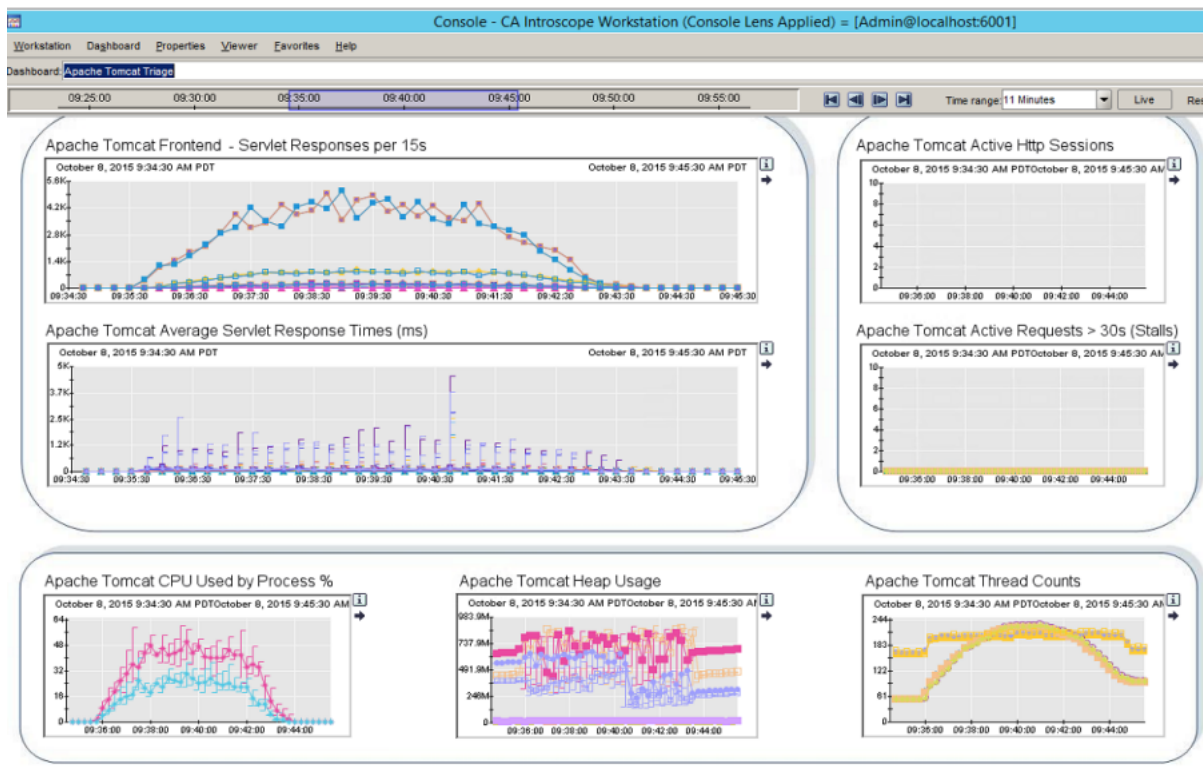 Console - CA Introscope Workstation (Console Lens Applied) = [Admin@localhost:6001]
Workstation Dashboard Properties Viewer Favorites Help
Dashboard: Apache Tomcat Triage
09:25:00 09:30:00 09:35:00 09:40:00 09:45:00 09:50:00 09:55:00 Time range: 11 Minutes Live Res
Apache Tomcat Frontend - Servlet Responses per 15s
October 8, 2015 9:34:30 AM PDT October 8, 2015 9:45:30 AM PDT
5.6K
4.2K
2.8K
1.4K
0
09:34:30 09:35:30 09:36:30 09:37:30 09:38:30 09:39:30 09:40:30 09:41:30 09:42:30 09:43:30 09:44:30 09:45:30
Apache Tomcat Active Http Sessions
October 8, 2015 9:34:30 AM PDTOctober 8, 2015 9:45:30 AM
10
8
6
4
2
0
09:36:00 09:38:00 09:40:00 09:42:00 09:44:00
Apache Tomcat Average Servlet Response Times (ms)
October 8, 2015 9:34:30 AM PDT October 8, 2015 9:45:30 AM PDT
5K
3.7K
2.5K
1.2K
0
09:34:30 09:35:30 09:36:30 09:37:30 09:38:30 09:39:30 09:40:30 09:41:30 09:42:30 09:43:30 09:44:30 09:45:30
Apache Tomcat Active Requests > 30s (Stalls)
October 8, 2015 9:34:30 AM PDTOctober 8, 2015 9:45:30 AM
10
8
6
4
2
0
09:36:00 09:38:00 09:40:00 09:42:00 09:44:00
Apache Tomcat CPU Used by Process %
October 8, 2015 9:34:30 AM PDTOctober 8, 2015 9:45:30 AM
64
48
32
16
0
09:36:00 09:38:00 09:40:00 09:42:00 09:44:00
Apache Tomcat Heap Usage
October 8, 2015 9:34:30 AM PDTOctober 8, 2015 9:45:30 AM
983.9M
737.9M
491.9M
246M
0
09:36:00 09:38:00 09:40:00 09:42:00 09:44:00
Apache Tomcat Thread Counts
October 8, 2015 9:34:30 AM PDTOctober 8, 2015 9:45:30 AM
244
183
122
61
0
09:36:00 09:38:00 09:40:00 09:42:00 09:44:00